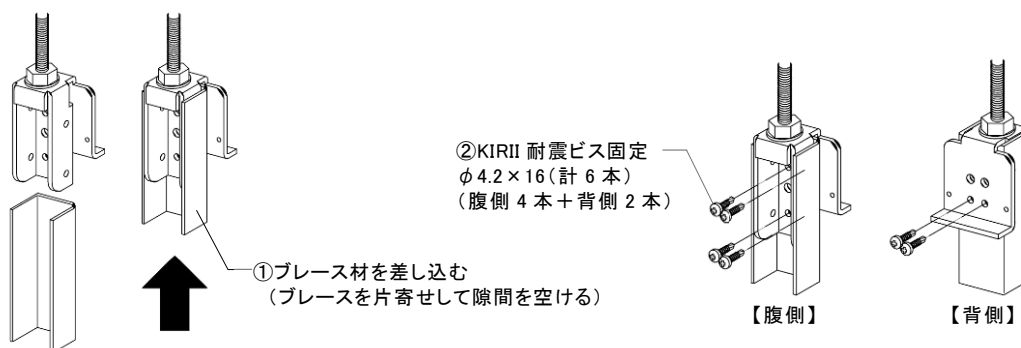 ②KIRII 耐震ビス固定
φ4.2×16(計 6 本)
(腹側 4 本+背側 2 本)
①ブレース材を差し込む
(ブレースを片寄せして隙間を空ける)
【腹側】
【背側】